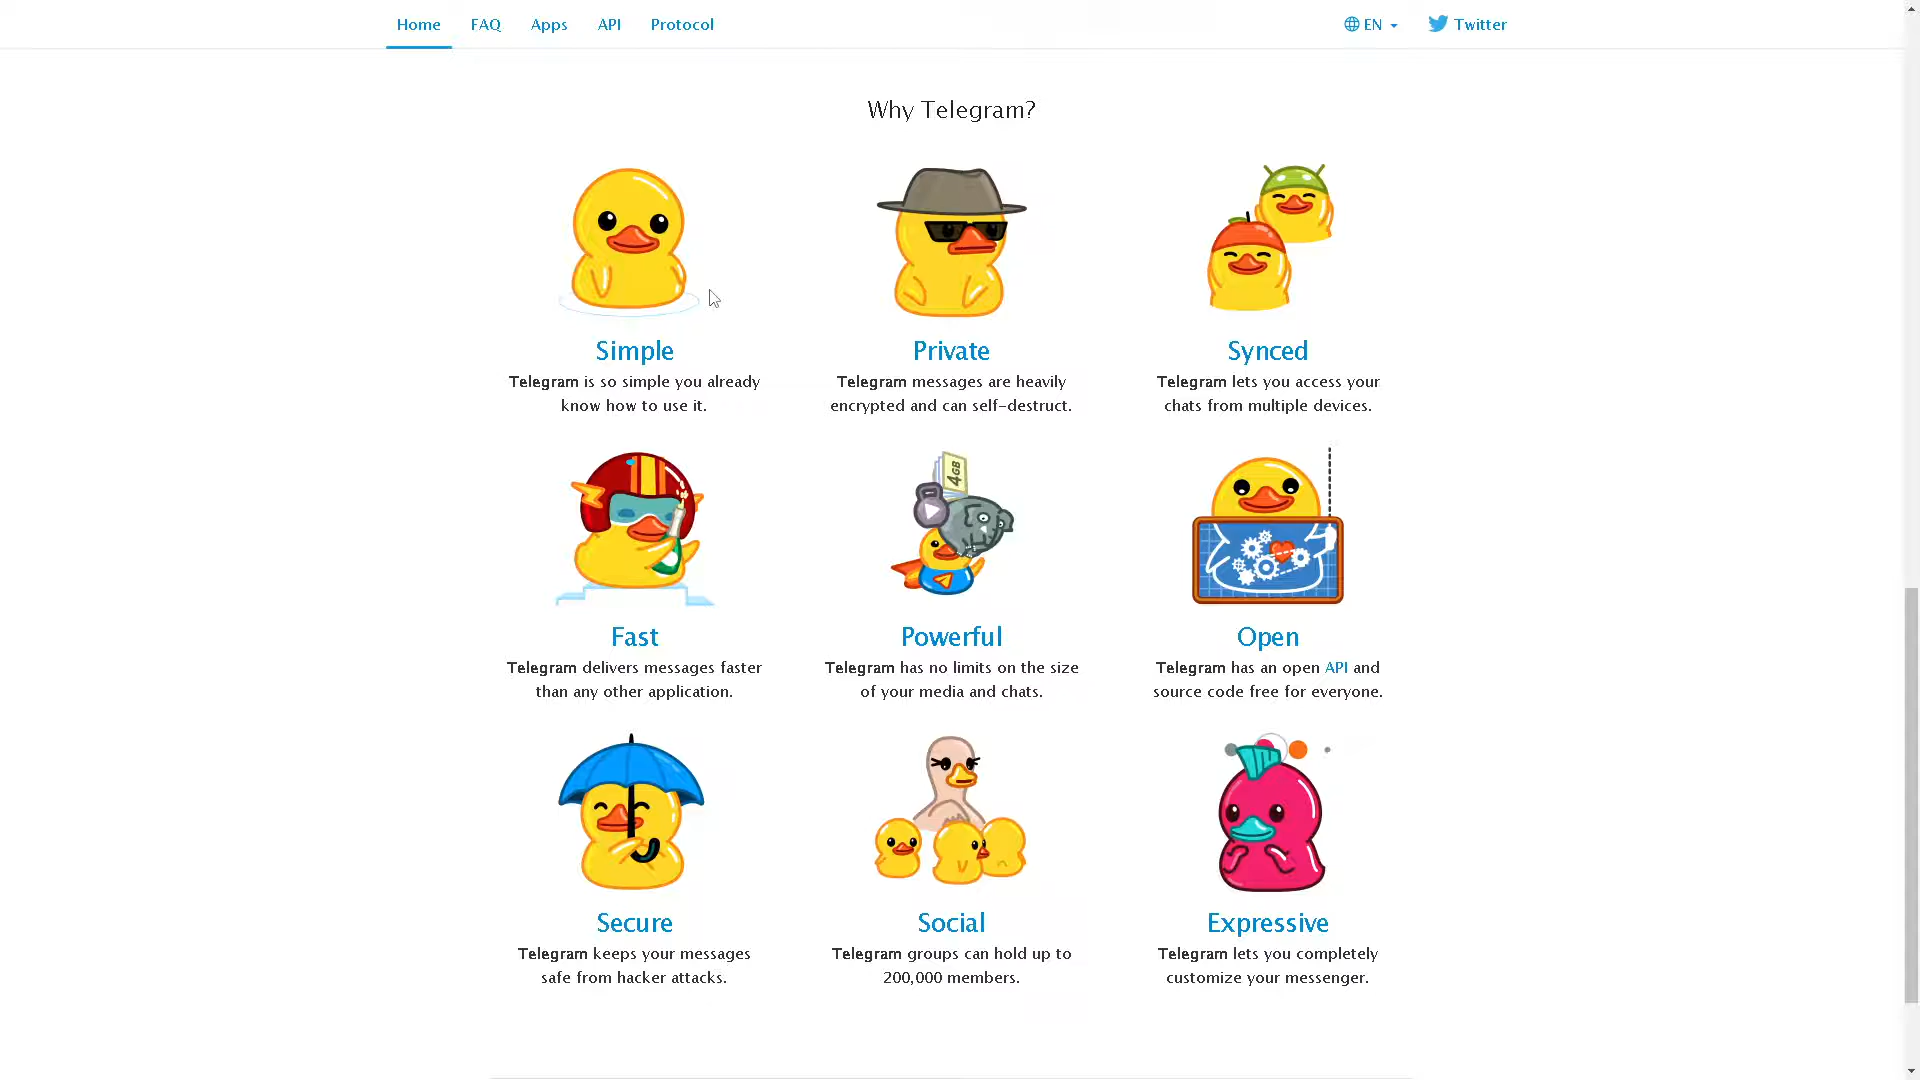 Home FAQ Apps API Protocol EN Twitter
Why Telegram?
Simple
Telegram is so simple you already
know how to use it.
Private
Telegram messages are heavily
encrypted and can self-destruct.
Synced
Telegram lets you access your
chats from multiple devices.
4GB
Fast
Telegram delivers messages faster
than any other application.
Powerful
Telegram has no limits on the size
of your media and chats.
Open
Telegram has an open API and
source code free for everyone.
Secure
Telegram keeps your messages
safe from hacker attacks.
Social
Telegram groups can hold up to
200,000 members.
Expressive
Telegram lets you completely
customize your messenger.